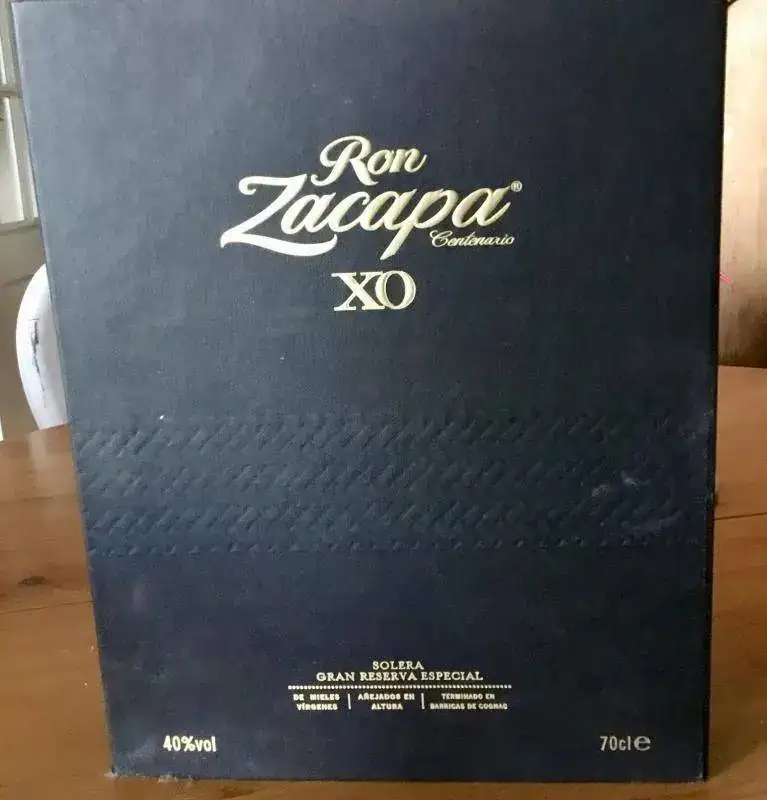 Ron
Zacapa®
Centenario
XO
SOLERA
GRAN RESERVA ESPECIAL
DE MIELES VÍRGENES | AÑEJADOS EN ALTURA | TERMINADO EN BARRICAS DE COGNAC
40%vol
70cl e